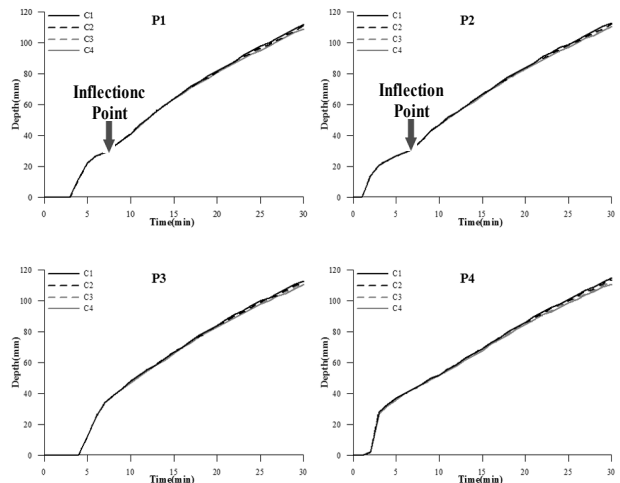 P1
C1
C2
C3
C4
Inflectionc
Point
Depth(mm)
120
100
80
60
40
20
0
0 5 10 15 20 25 30
Time(min)
P2
C1
C2
C3
C4
Inflection
Point
Depth(mm)
120
100
80
60
40
20
0
0 5 10 15 20 25 30
Time(min)
P3
C1
C2
C3
C4
Depth(mm)
120
100
80
60
40
20
0
0 5 10 15 20 25 30
Time(min)
P4
C1
C2
C3
C4
Depth(mm)
120
100
80
60
40
20
0
0 5 10 15 20 25 30
Time(min)